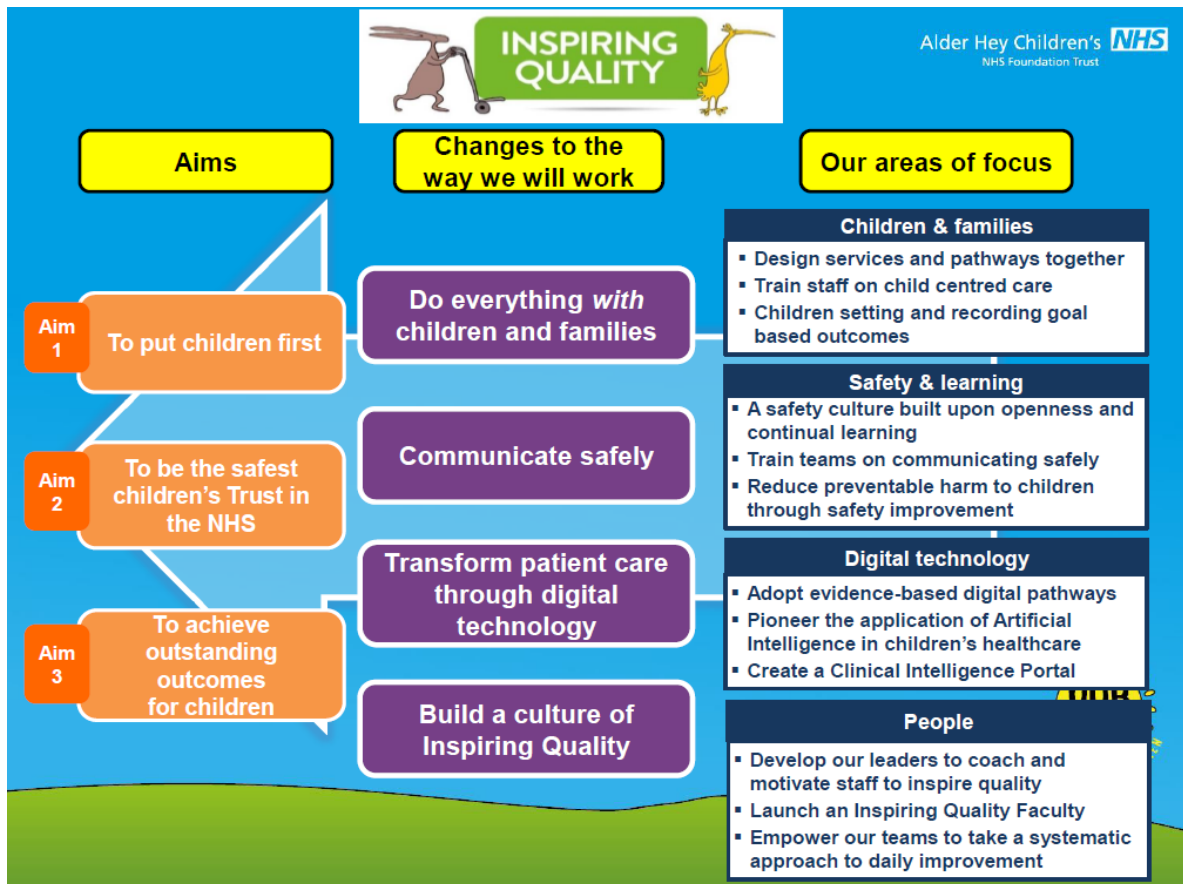 INSPIRING
QUALITY
Alder Hey Children's NHS
NHS Foundation Trust
Aims
Changes to the
way we will work
Our areas of focus
Aim
1
To put children first
Aim
2
To be the safest
children's Trust in
the NHS
Aim
3
To achieve
outstanding
outcomes
for children
Do everything with
children and families
Communicate safely
Transform patient care
through digital
technology
Build a culture of
Inspiring Quality
Children & families
▪ Design services and pathways together
▪ Train staff on child centred care
▪ Children setting and recording goal
based outcomes
Safety & learning
▪ A safety culture built upon openness and
continual learning
▪ Train teams on communicating safely
▪ Reduce preventable harm to children
through safety improvement
Digital technology
▪ Adopt evidence-based digital pathways
▪ Pioneer the application of Artificial
Intelligence in children's healthcare
▪ Create a Clinical Intelligence Portal
People
▪ Develop our leaders to coach and
motivate staff to inspire quality
▪ Launch an Inspiring Quality Faculty
▪ Empower our teams to take a systematic
approach to daily improvement